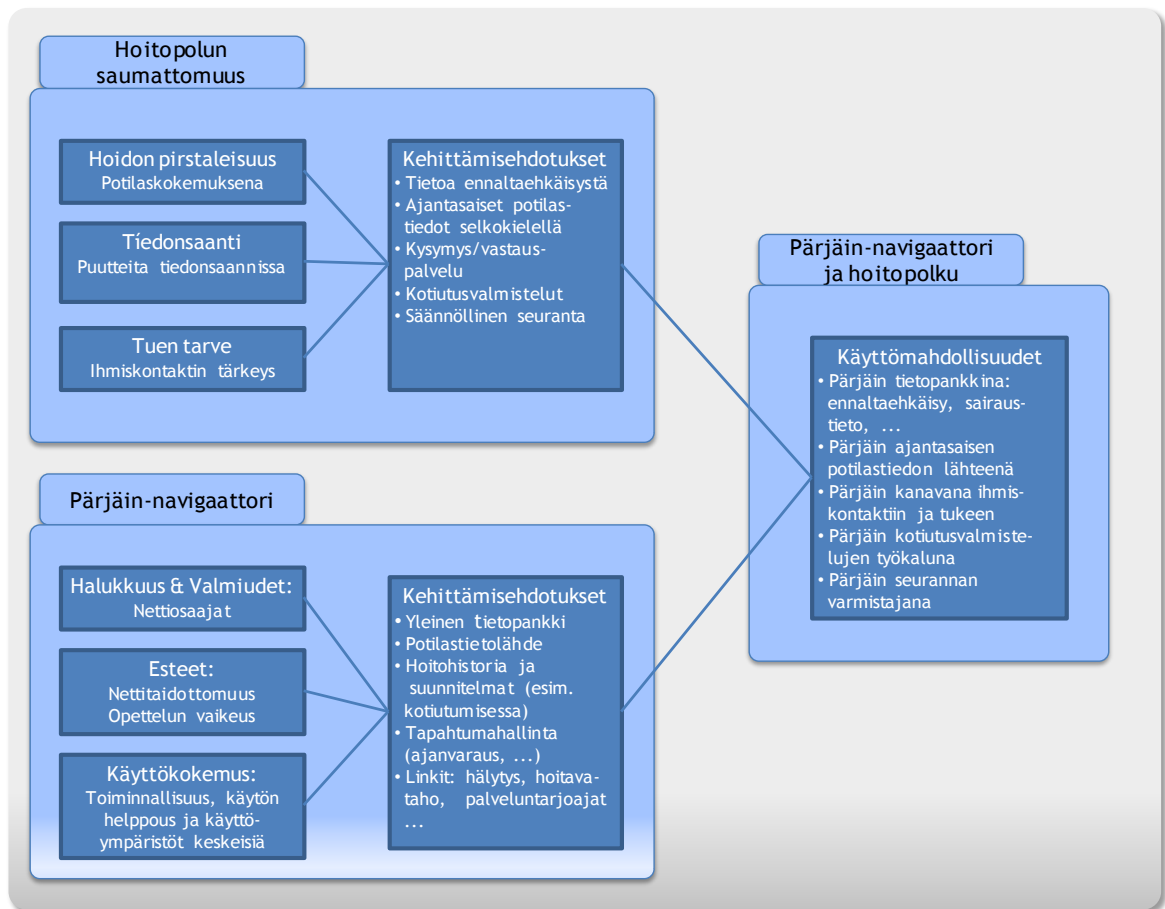 Hoitopolun
saumattomuus
Hoidon pirstaleisuus
Potilaskokemuksena
Tíedonsaanti
Puutteita tiedonsaannissa
Tuen tarve
Ihmiskontaktin tärkeys
Kehittämisehdotukset
• Tietoa ennaltaehkäisystä
• Ajantasaiset potilas-
tiedot selkokielellä
• Kysymys/vastaus-
palvelu
• Kotiutusvalmistelut
• Säännöllinen seuranta
Pärjäin-navigaattori
Halukkuus & Valmiudet:
Nettiosaajat
Esteet:
Nettitaidottomuus
Opettelun vaikeus
Käyttökokemus:
Toiminnallisuus, käytön
helppous ja käyttö-
ympäristöt keskeisiä
Kehittämisehdotukset
• Yleinen tietopankki
• Potilastietolähde
• Hoitohistoria ja
suunnitelmat (esim.
kotiutumisessa)
• Tapahtumahallinta
(ajanvaraus, ...)
• Linkit: hälytys, hoitava-
taho, palveluntarjoajat
...
Pärjäin-navigaattori
ja hoitopolku
Käyttömahdollisuudet
• Pärjäin tietopankkina:
ennaltaehkäisy, sairaus-
tieto, ...
• Pärjäin ajantasaisen
potilastiedon lähteenä
• Pärjäin kanavana ihmis-
kontaktiin ja tukeen
• Pärjäin kotiutusvalmiste-
lujen työkaluna
• Pärjäin seurannan
varmistajana